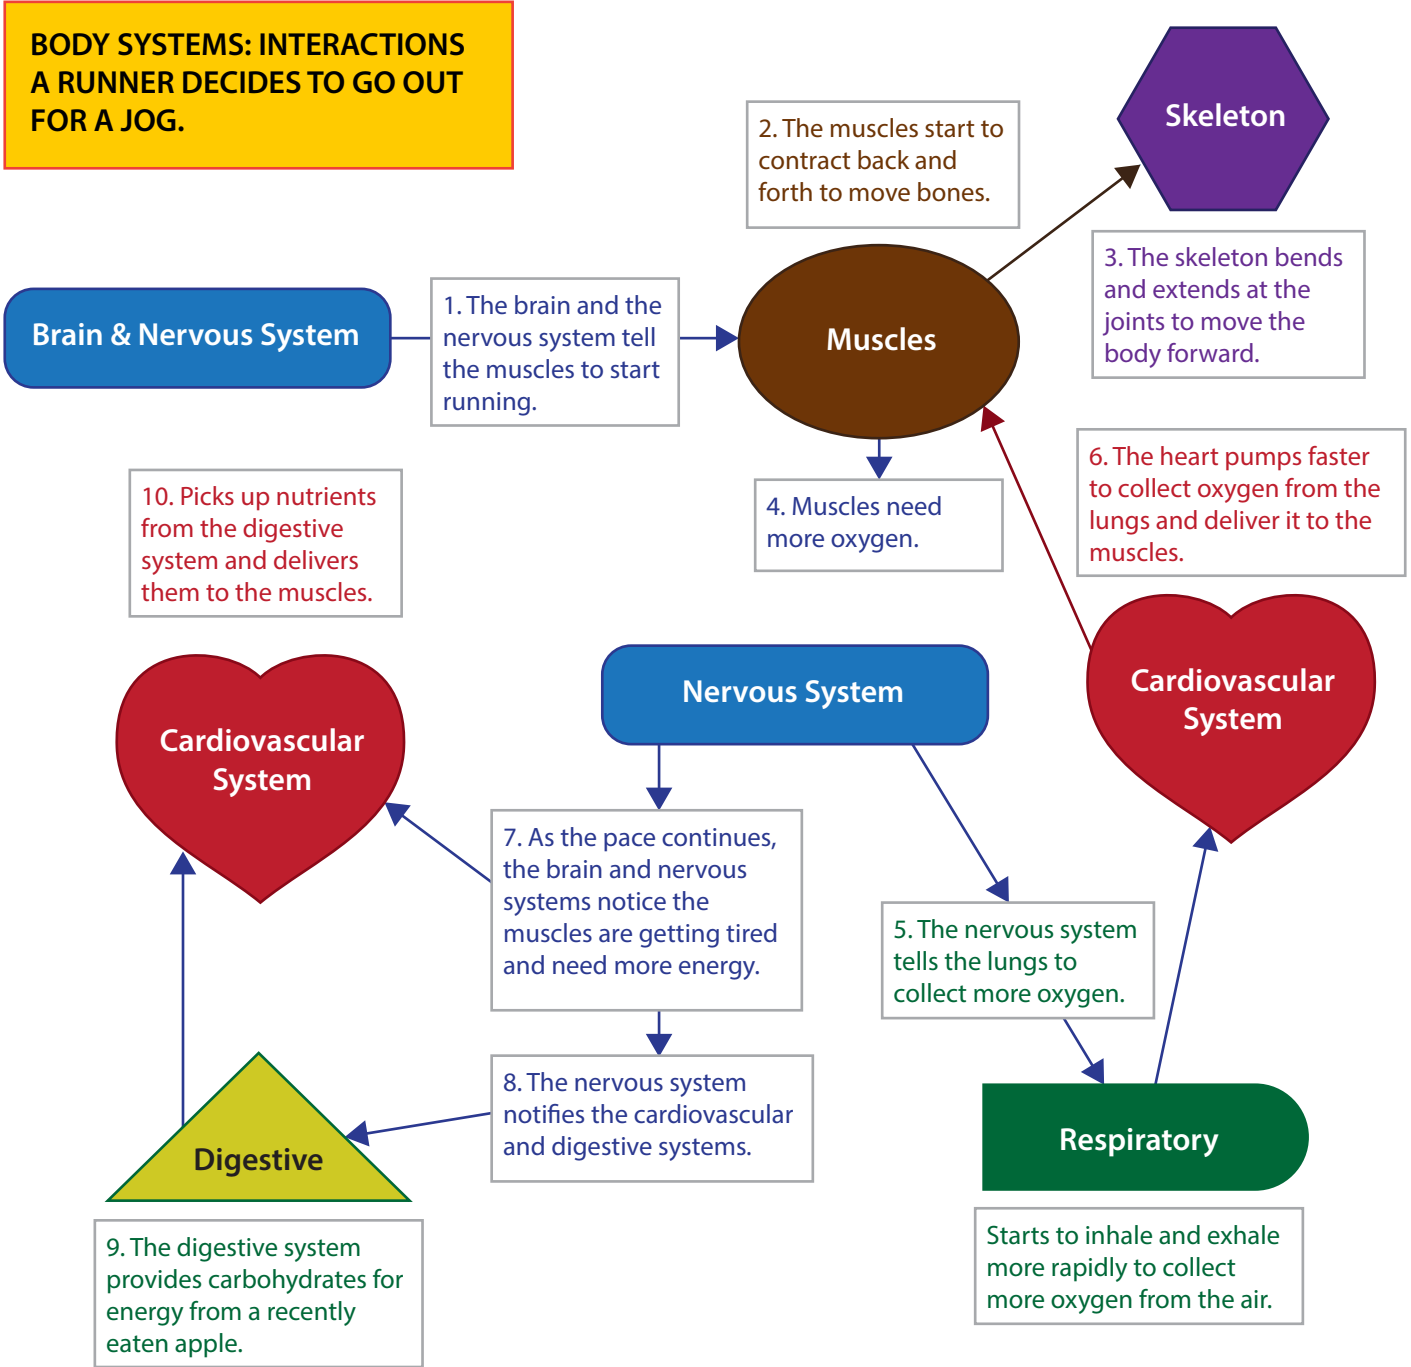 BODY SYSTEMS: INTERACTIONS
A RUNNER DECIDES TO GO OUT
FOR A JOG.
Skeleton
2. The muscles start to
contract back and
forth to move bones.
3. The skeleton bends
and extends at the
joints to move the
body forward.
Brain & Nervous System
1. The brain and the
nervous system tell
the muscles to start
running.
Muscles
4. Muscles need
more oxygen.
6. The heart pumps faster
to collect oxygen from the
lungs and deliver it to the
muscles.
10. Picks up nutrients
from the digestive
system and delivers
them to the muscles.
Cardiovascular
System
Nervous System
Cardiovascular
System
7. As the pace continues,
the brain and nervous
systems notice the
muscles are getting tired
and need more energy.
5. The nervous system
tells the lungs to
collect more oxygen.
8. The nervous system
notifies the cardiovascular
and digestive systems.
Digestive
Respiratory
9. The digestive system
provides carbohydrates for
energy from a recently
eaten apple.
Starts to inhale and exhale
more rapidly to collect
more oxygen from the air.